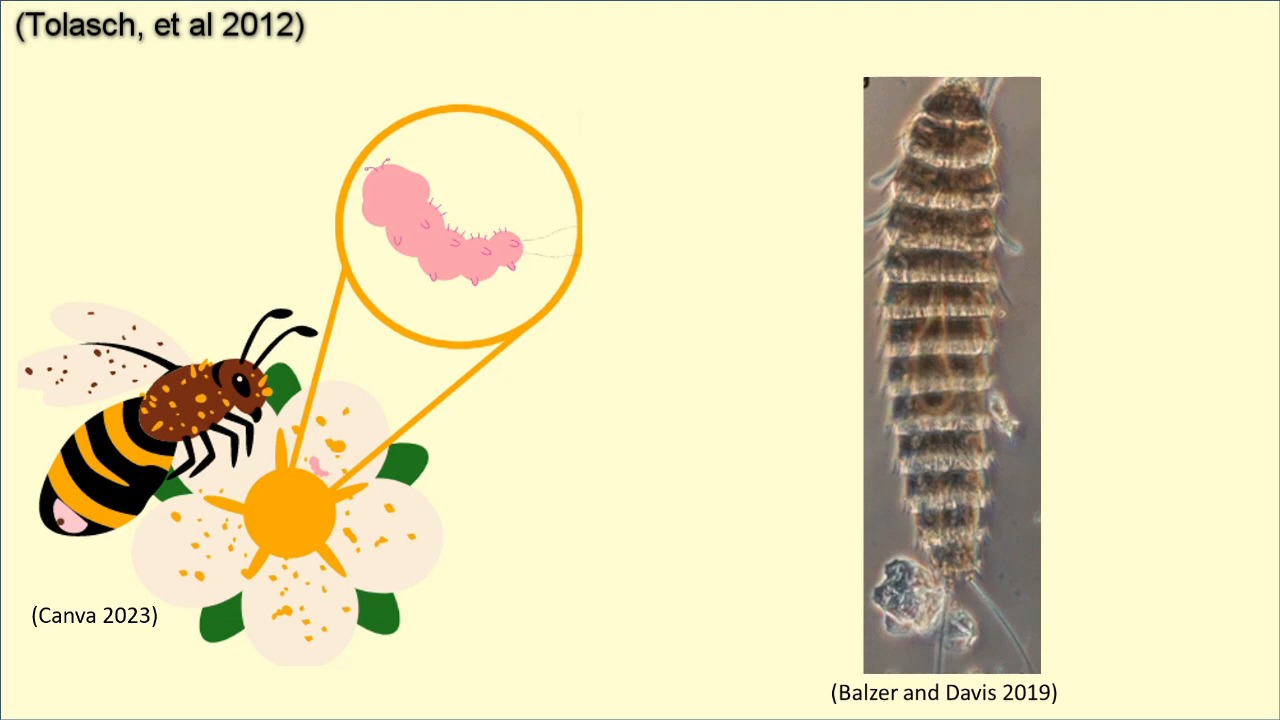 (Tolasch, et al 2012)
(Canva 2023)
(Balzer and Davis 2019)